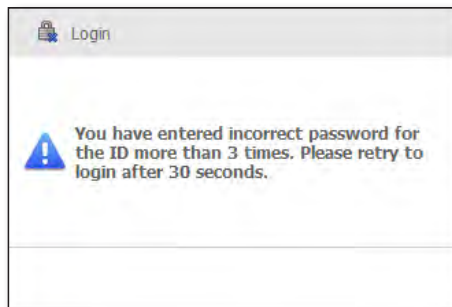 Login
You have entered incorrect password for
the ID more than 3 times. Please retry to
login after 30 seconds.